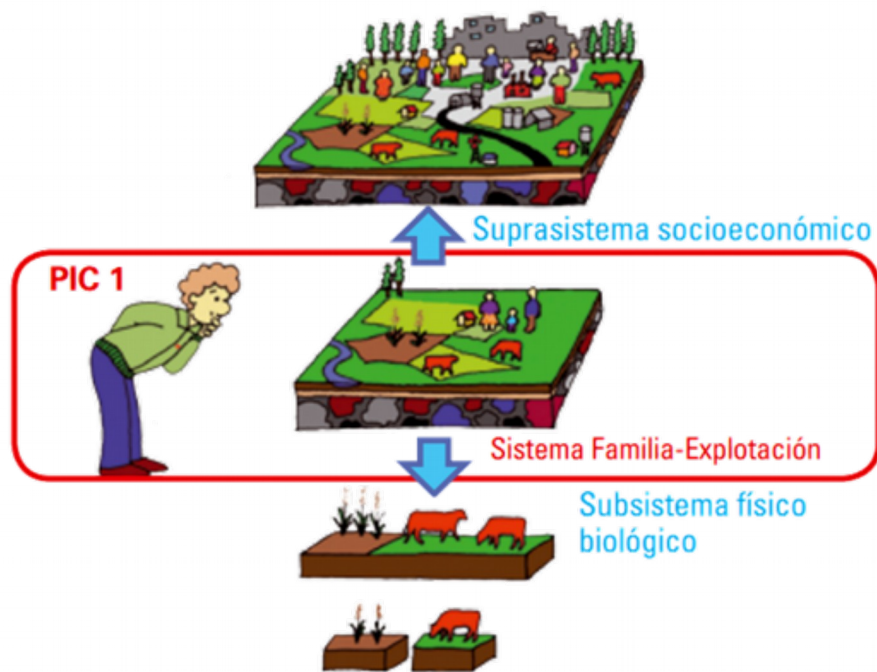 Suprasistema socioeconómico
PIC 1
Sistema Familia-Explotación
Subsistema físico
biológico